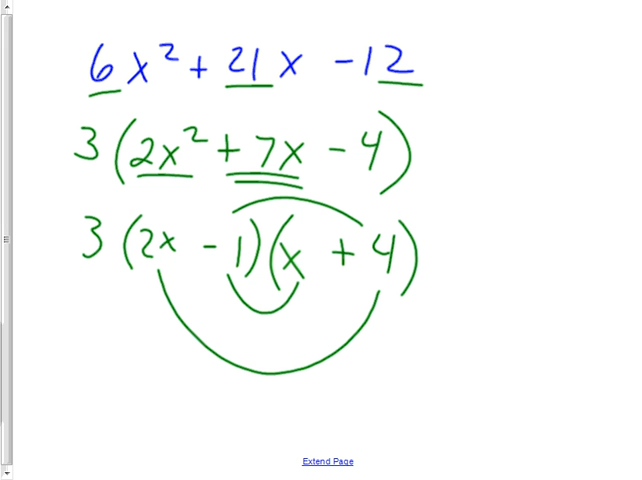 6x² + 21x - 12
3(2x² + 7x - 4)
3(2x - 1)(x + 4)
Extend Page